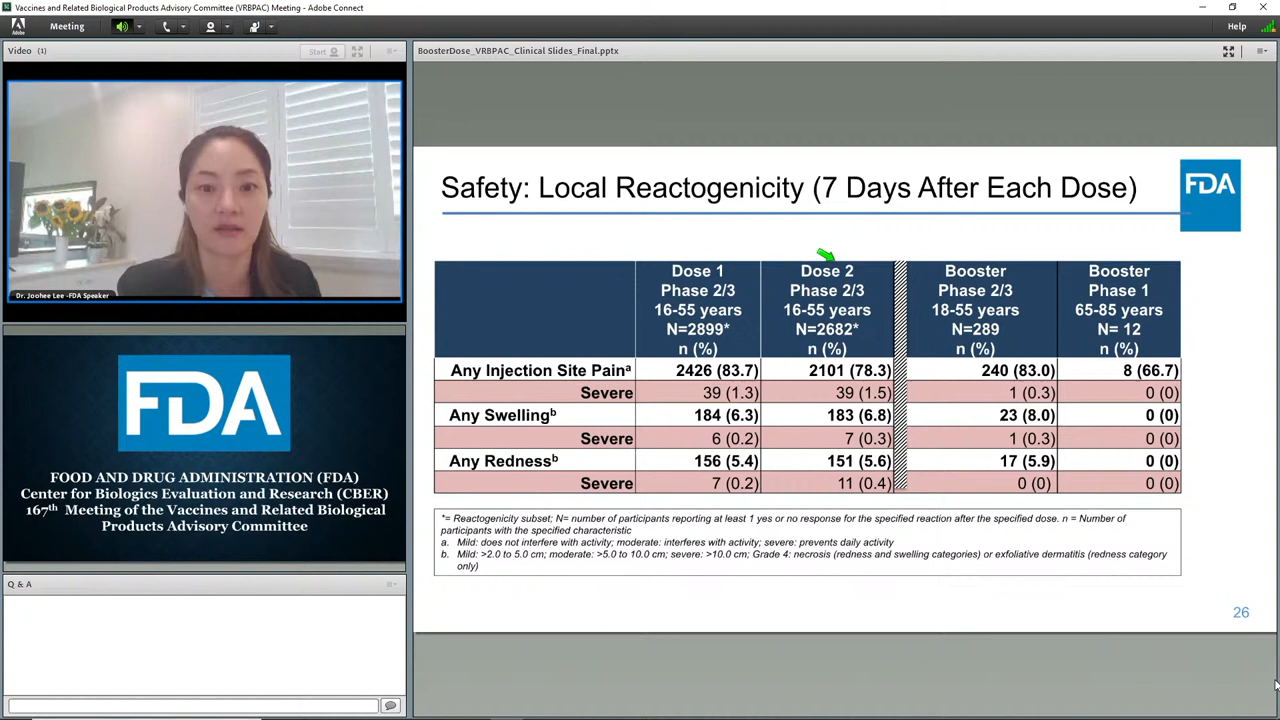 Vaccines and Related Biological Products Advisory Committee (VRBPAC) Meeting - Adobe Connect
Adobe
Meeting
Help
Video (1)
Start
BoosterDose_VRBPAC_Clinical Slides_Final.pptx
Dr. Joohee Lee -FDA Speaker
FDA
FOOD AND DRUG ADMINISTRATION (FDA)
Center for Biologics Evaluation and Research (CBER)
167th Meeting of the Vaccines and Related Biological
Products Advisory Committee
Q & A
Safety: Local Reactogenicity (7 Days After Each Dose)
FDA
Dose 1 Dose 2 Booster Booster
Phase 2/3 Phase 2/3 Phase 2/3 Phase 1
16-55 years 16-55 years 18-55 years 65-85 years
N=2899* N=2682* N=289 N= 12
n (%) n (%) n (%) n (%)
Any Injection Site Painᵃ 2426 (83.7) 2101 (78.3) 240 (83.0) 8 (66.7)
Severe 39 (1.3) 39 (1.5) 1 (0.3) 0 (0)
Any Swellingᵇ 184 (6.3) 183 (6.8) 23 (8.0) 0 (0)
Severe 6 (0.2) 7 (0.3) 1 (0.3) 0 (0)
Any Rednessᵇ 156 (5.4) 151 (5.6) 17 (5.9) 0 (0)
Severe 7 (0.2) 11 (0.4) 0 (0) 0 (0)
*= Reactogenicity subset; N= number of participants reporting at least 1 yes or no response for the specified reaction after the specified dose. n = Number of
participants with the specified characteristic
a. Mild: does not interfere with activity; moderate: interferes with activity; severe: prevents daily activity
b. Mild: >2.0 to 5.0 cm; moderate: >5.0 to 10.0 cm; severe: >10.0 cm; Grade 4: necrosis (redness and swelling categories) or exfoliative dermatitis (redness category
only)
26